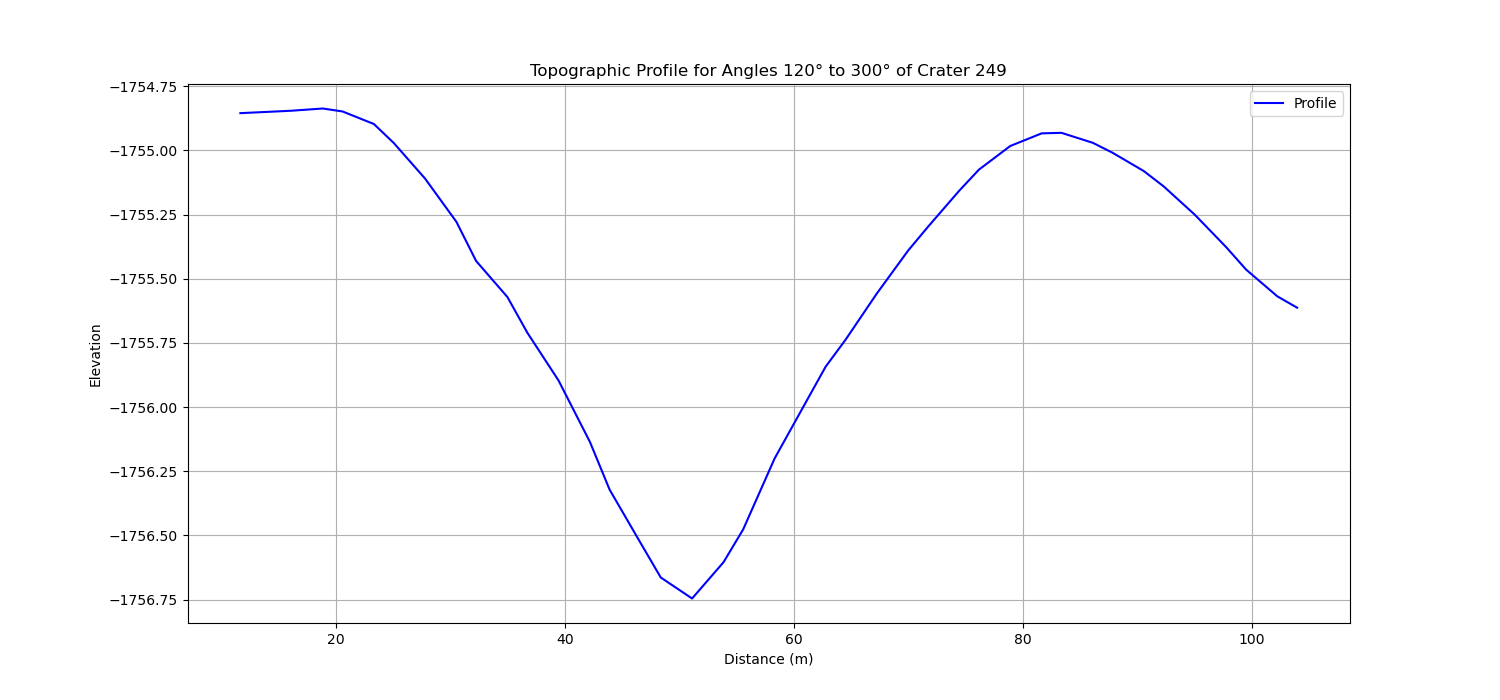 Topographic Profile for Angles 120° to 300° of Crater 249
Profile
−1754.75
−1755.00
−1755.25
−1755.50
−1755.75
−1756.00
−1756.25
−1756.50
−1756.75
Elevation
20 40 60 80 100
Distance (m)